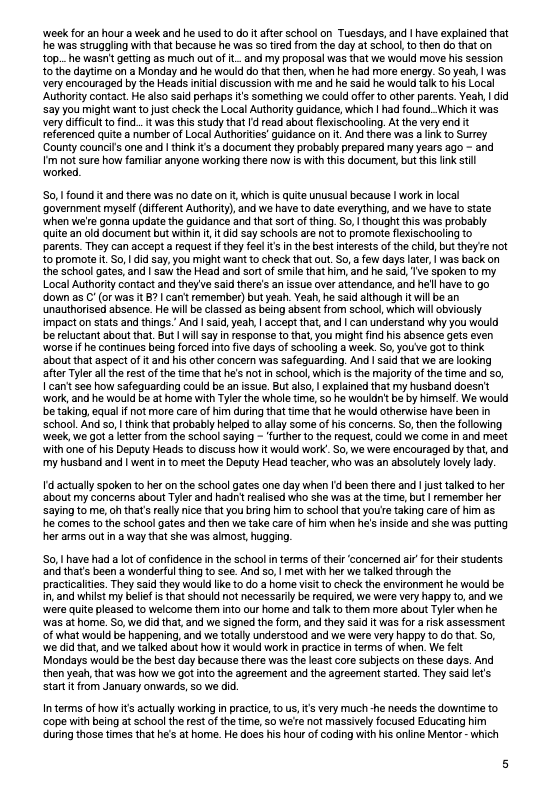 week for an hour a week and he used to do it after school on  Tuesdays, and I have explained that
he was struggling with that because he was so tired from the day at school, to then do that on
top... he wasn't getting as much out of it... and my proposal was that we would move his session
to the daytime on a Monday and he would do that then, when he had more energy. So yeah, I was
very encouraged by the Heads initial discussion with me and he said he would talk to his Local
Authority contact. He also said perhaps it's something we could offer to other parents. Yeah, I did
say you might want to just check the Local Authority guidance, which I had found...Which it was
very difficult to find... it was this study that I'd read about flexischooling. At the very end it
referenced quite a number of Local Authorities' guidance on it. And there was a link to Surrey
County council's one and I think it's a document they probably prepared many years ago – and
I'm not sure how familiar anyone working there now is with this document, but this link still
worked.
So, I found it and there was no date on it, which is quite unusual because I work in local
government myself (different Authority), and we have to date everything, and we have to state
when we're gonna update the guidance and that sort of thing. So, I thought this was probably
quite an old document but within it, it did say schools are not to promote flexischooling to
parents. They can accept a request if they feel it's in the best interests of the child, but they're not
to promote it. So, I did say, you might want to check that out. So, a few days later, I was back on
the school gates, and I saw the Head and sort of smile that him, and he said, 'I've spoken to my
Local Authority contact and they've said there's an issue over attendance, and he'll have to go
down as C' (or was it B? I can't remember) but yeah. Yeah, he said although it will be an
unauthorised absence. He will be classed as being absent from school, which will obviously
impact on stats and things.' And I said, yeah, I accept that, and I can understand why you would
be reluctant about that. But I will say in response to that, you might find his absence gets even
worse if he continues being forced into five days of schooling a week. So, you've got to think
about that aspect of it and his other concern was safeguarding. And I said that we are looking
after Tyler all the rest of the time that he's not in school, which is the majority of the time and so,
I can't see how safeguarding could be an issue. But also, I explained that my husband doesn't
work, and he would be at home with Tyler the whole time, so he wouldn't be by himself. We would
be taking, equal if not more care of him during that time that he would otherwise have been in
school. And so, I think that probably helped to allay some of his concerns. So, then the following
week, we got a letter from the school saying – 'further to the request, could we come in and meet
with one of his Deputy Heads to discuss how it would work'. So, we were encouraged by that, and
my husband and I went in to meet the Deputy Head teacher, who was an absolutely lovely lady.
I'd actually spoken to her on the school gates one day when I'd been there and I just talked to her
about my concerns about Tyler and hadn't realised who she was at the time, but I remember her
saying to me, oh that's really nice that you bring him to school that you're taking care of him as
he comes to the school gates and then we take care of him when he's inside and she was putting
her arms out in a way that she was almost, hugging.
So, I have had a lot of confidence in the school in terms of their 'concerned air' for their students
and that's been a wonderful thing to see. And so, I met with her we talked through the
practicalities. They said they would like to do a home visit to check the environment he would be
in, and whilst my belief is that should not necessarily be required, we were very happy to, and we
were quite pleased to welcome them into our home and talk to them more about Tyler when he
was at home. So, we did that, and we signed the form, and they said it was for a risk assessment
of what would be happening, and we totally understood and we were very happy to do that. So,
we did that, and we talked about how it would work in practice in terms of when. We felt
Mondays would be the best day because there was the least core subjects on these days. And
then yeah, that was how we got into the agreement and the agreement started. They said let's
start it from January onwards, so we did.
In terms of how it's actually working in practice, to us, it's very much -he needs the downtime to
cope with being at school the rest of the time, so we're not massively focused Educating him
during those times that he's at home. He does his hour of coding with his online Mentor - which
5